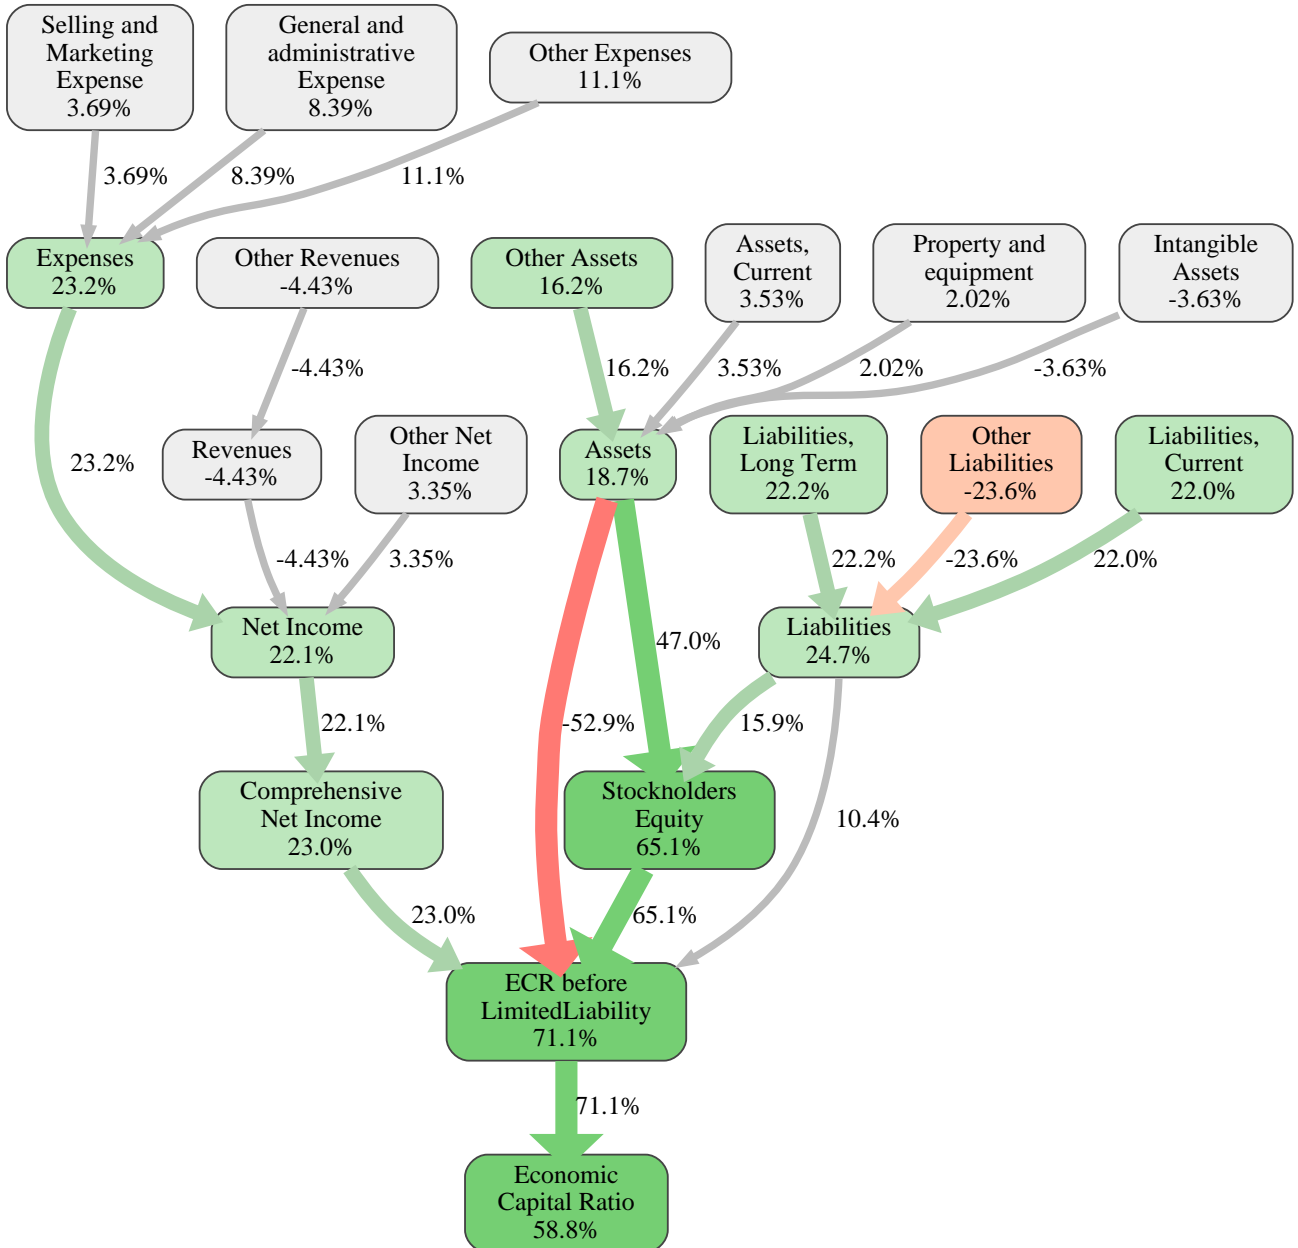 Selling and
Marketing
Expense
3.69%
General and
administrative
Expense
8.39%
Other Expenses
11.1%
3.69%
8.39%
11.1%
Expenses
23.2%
Other Revenues
-4.43%
Other Assets
16.2%
Assets,
Current
3.53%
Property and
equipment
2.02%
Intangible
Assets
-3.63%
-4.43%
16.2%
3.53%
2.02%
-3.63%
23.2%
Revenues
-4.43%
Other Net
Income
3.35%
Assets
18.7%
Liabilities,
Long Term
22.2%
Other
Liabilities
-23.6%
Liabilities,
Current
22.0%
-4.43%
3.35%
22.2%
-23.6%
22.0%
Net Income
22.1%
47.0%
Liabilities
24.7%
22.1%
-52.9%
15.9%
Comprehensive
Net Income
23.0%
Stockholders
Equity
65.1%
10.4%
23.0%
65.1%
ECR before
LimitedLiability
71.1%
71.1%
Economic
Capital Ratio
58.8%